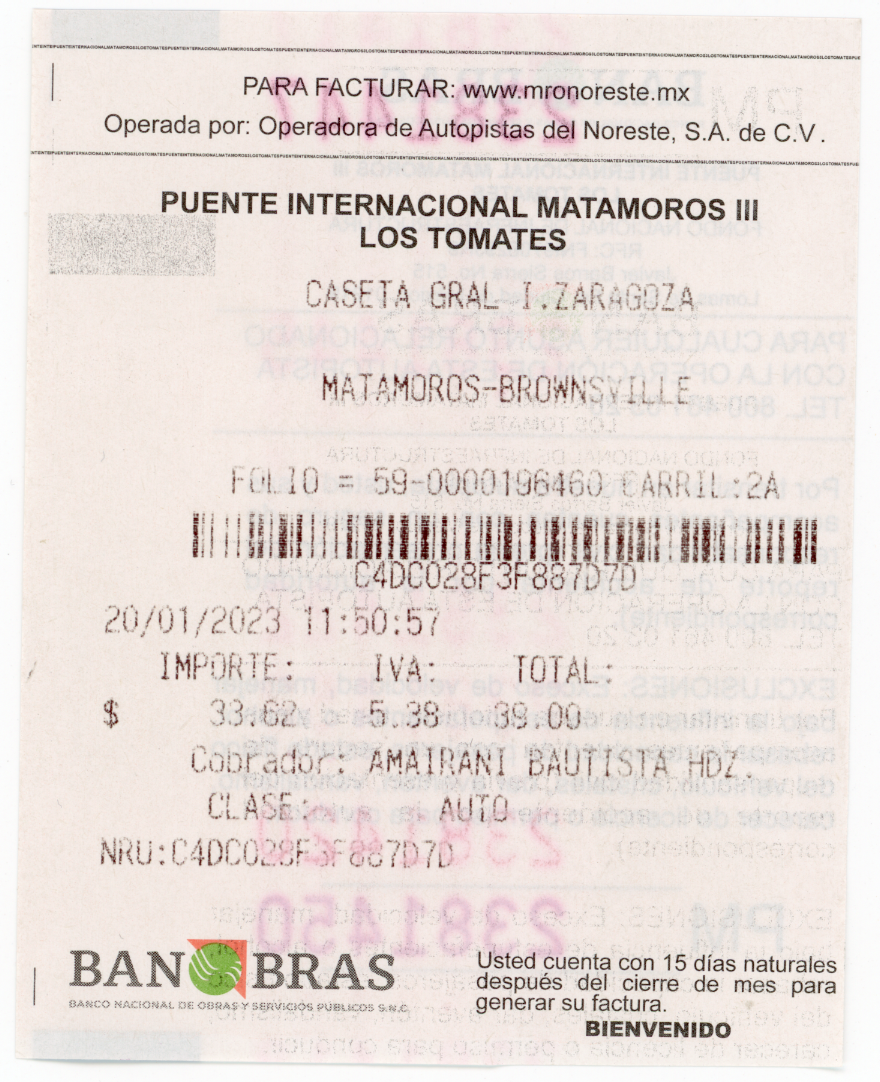 PARA FACTURAR: www.mronoreste.mx
Operada por: Operadora de Autopistas del Noreste, S.A. de C.V.
PUENTE INTERNACIONAL MATAMOROS III
LOS TOMATES
CASETA GRAL I.ZARAGOZA
MATAMOROS-BROWNSVILLE
FOLIO = 59-0000196460 CARRIL:2A
C4DC028F3F887D7D
20/01/2023 11:50:57
IMPORTE: IVA: TOTAL:
$ 33.62 5.38 39.00
Cobrador: AMAIRANI BAUTISTA HDZ.
CLASE: AUTO
NRU:C4DC028F3F887D7D
BANOBRAS
BANCO NACIONAL DE OBRAS Y SERVICIOS PÚBLICOS S.N.C.
Usted cuenta con 15 días naturales
después del cierre de mes para
generar su factura.
BIENVENIDO